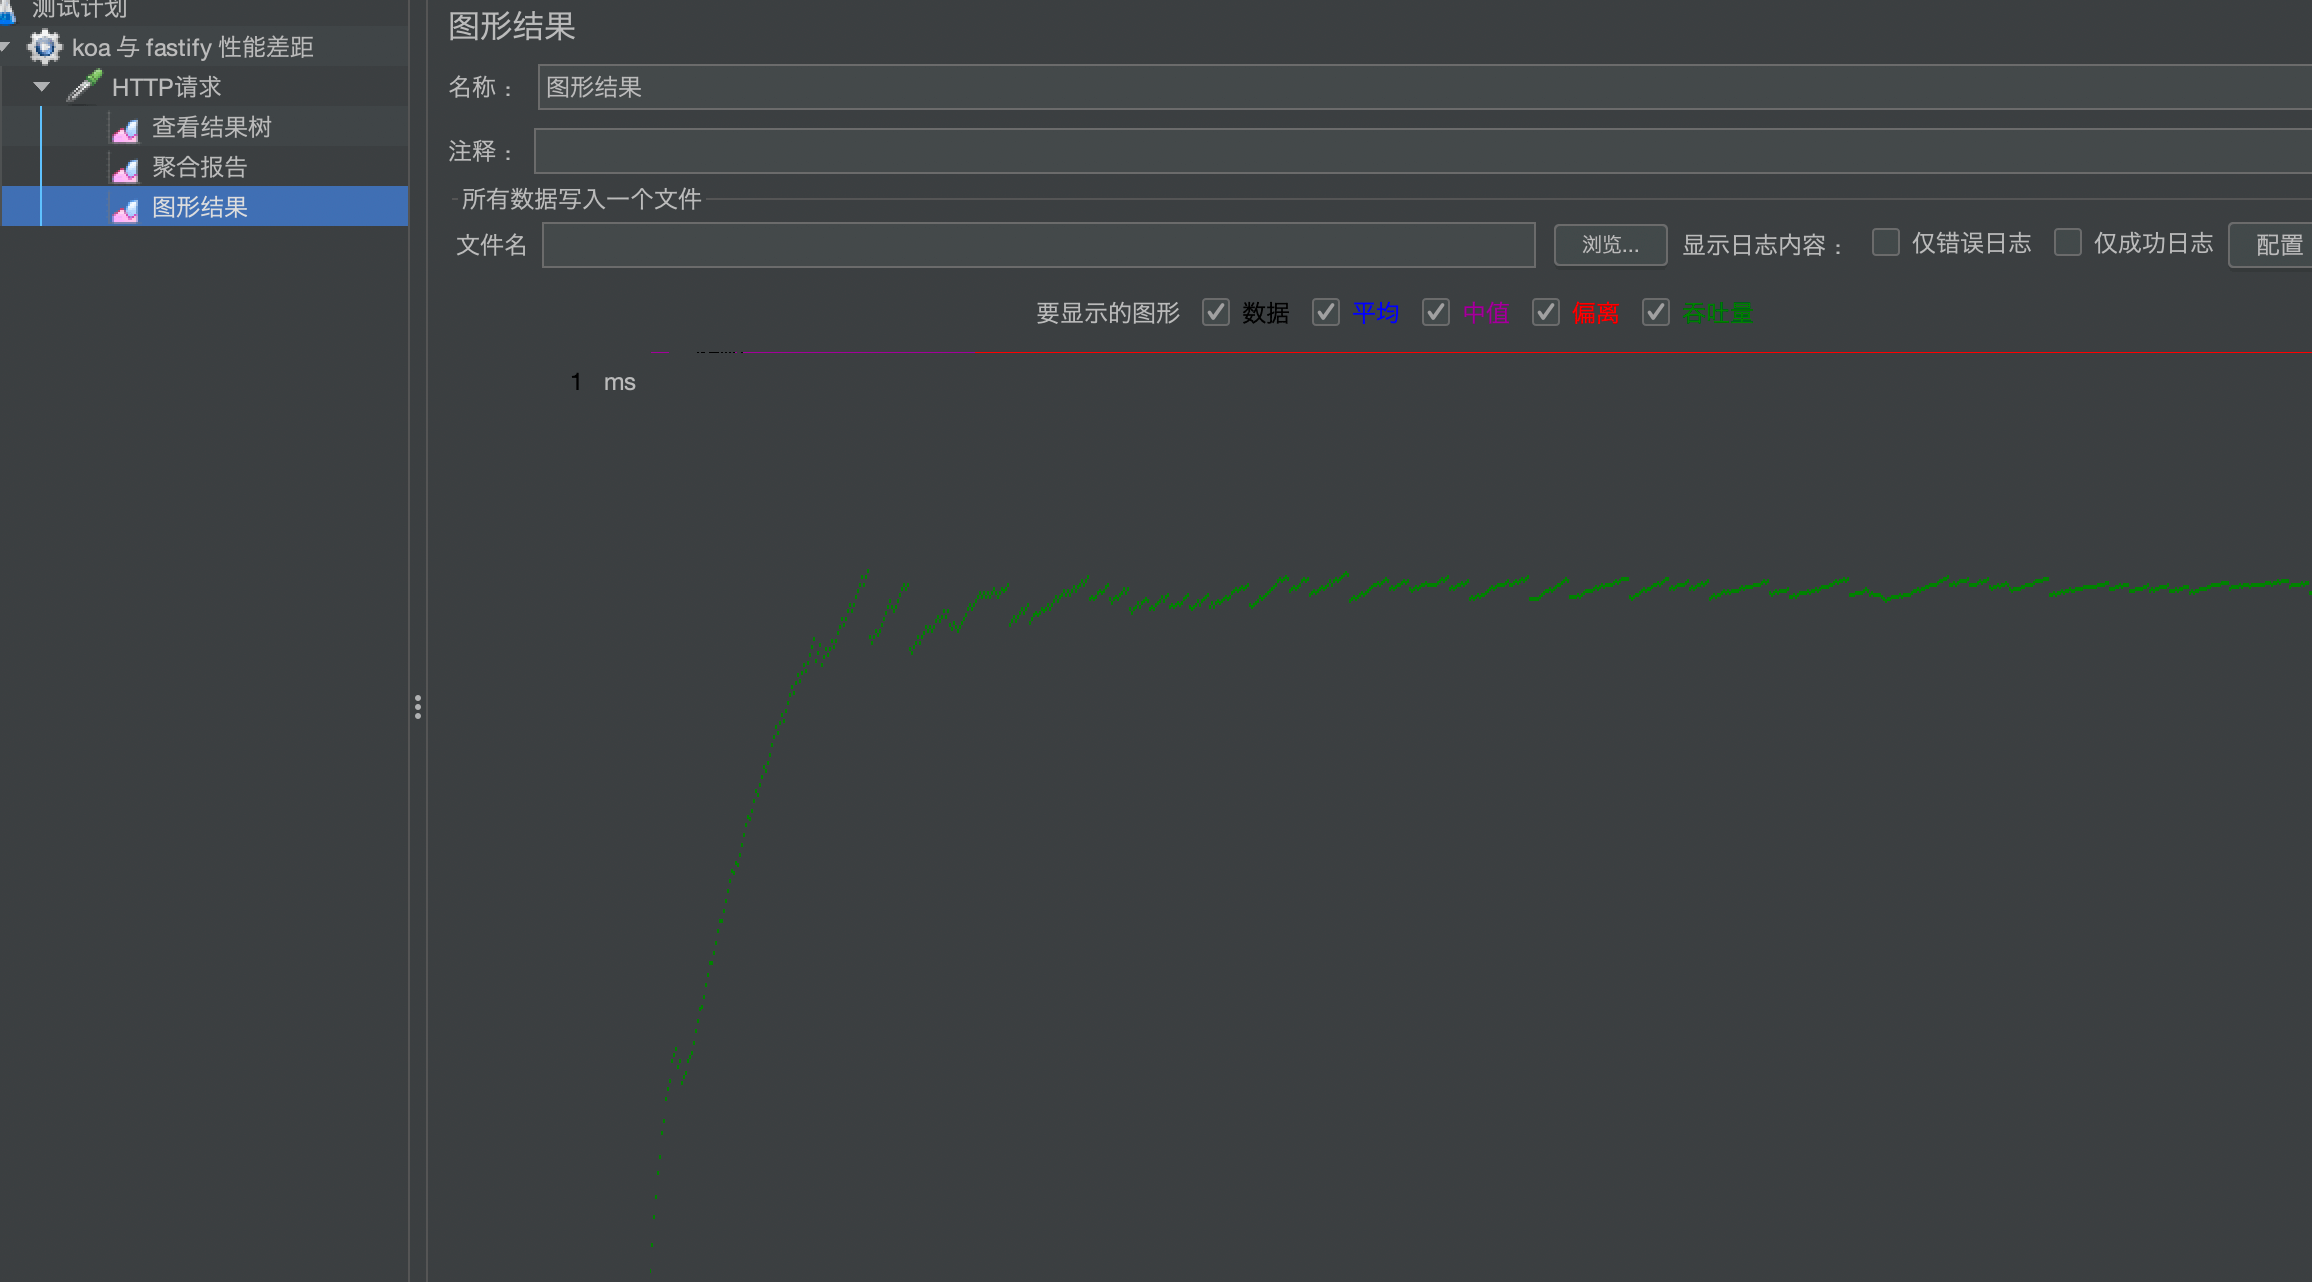 测试计划
koa 与 fastify 性能差距
HTTP请求
查看结果树
聚合报告
图形结果
图形结果
名称： 图形结果
注释：
所有数据写入一个文件
文件名 浏览... 显示日志内容： 仅错误日志 仅成功日志 配置
要显示的图形 数据 平均 中值 偏离 吞吐量
1 ms